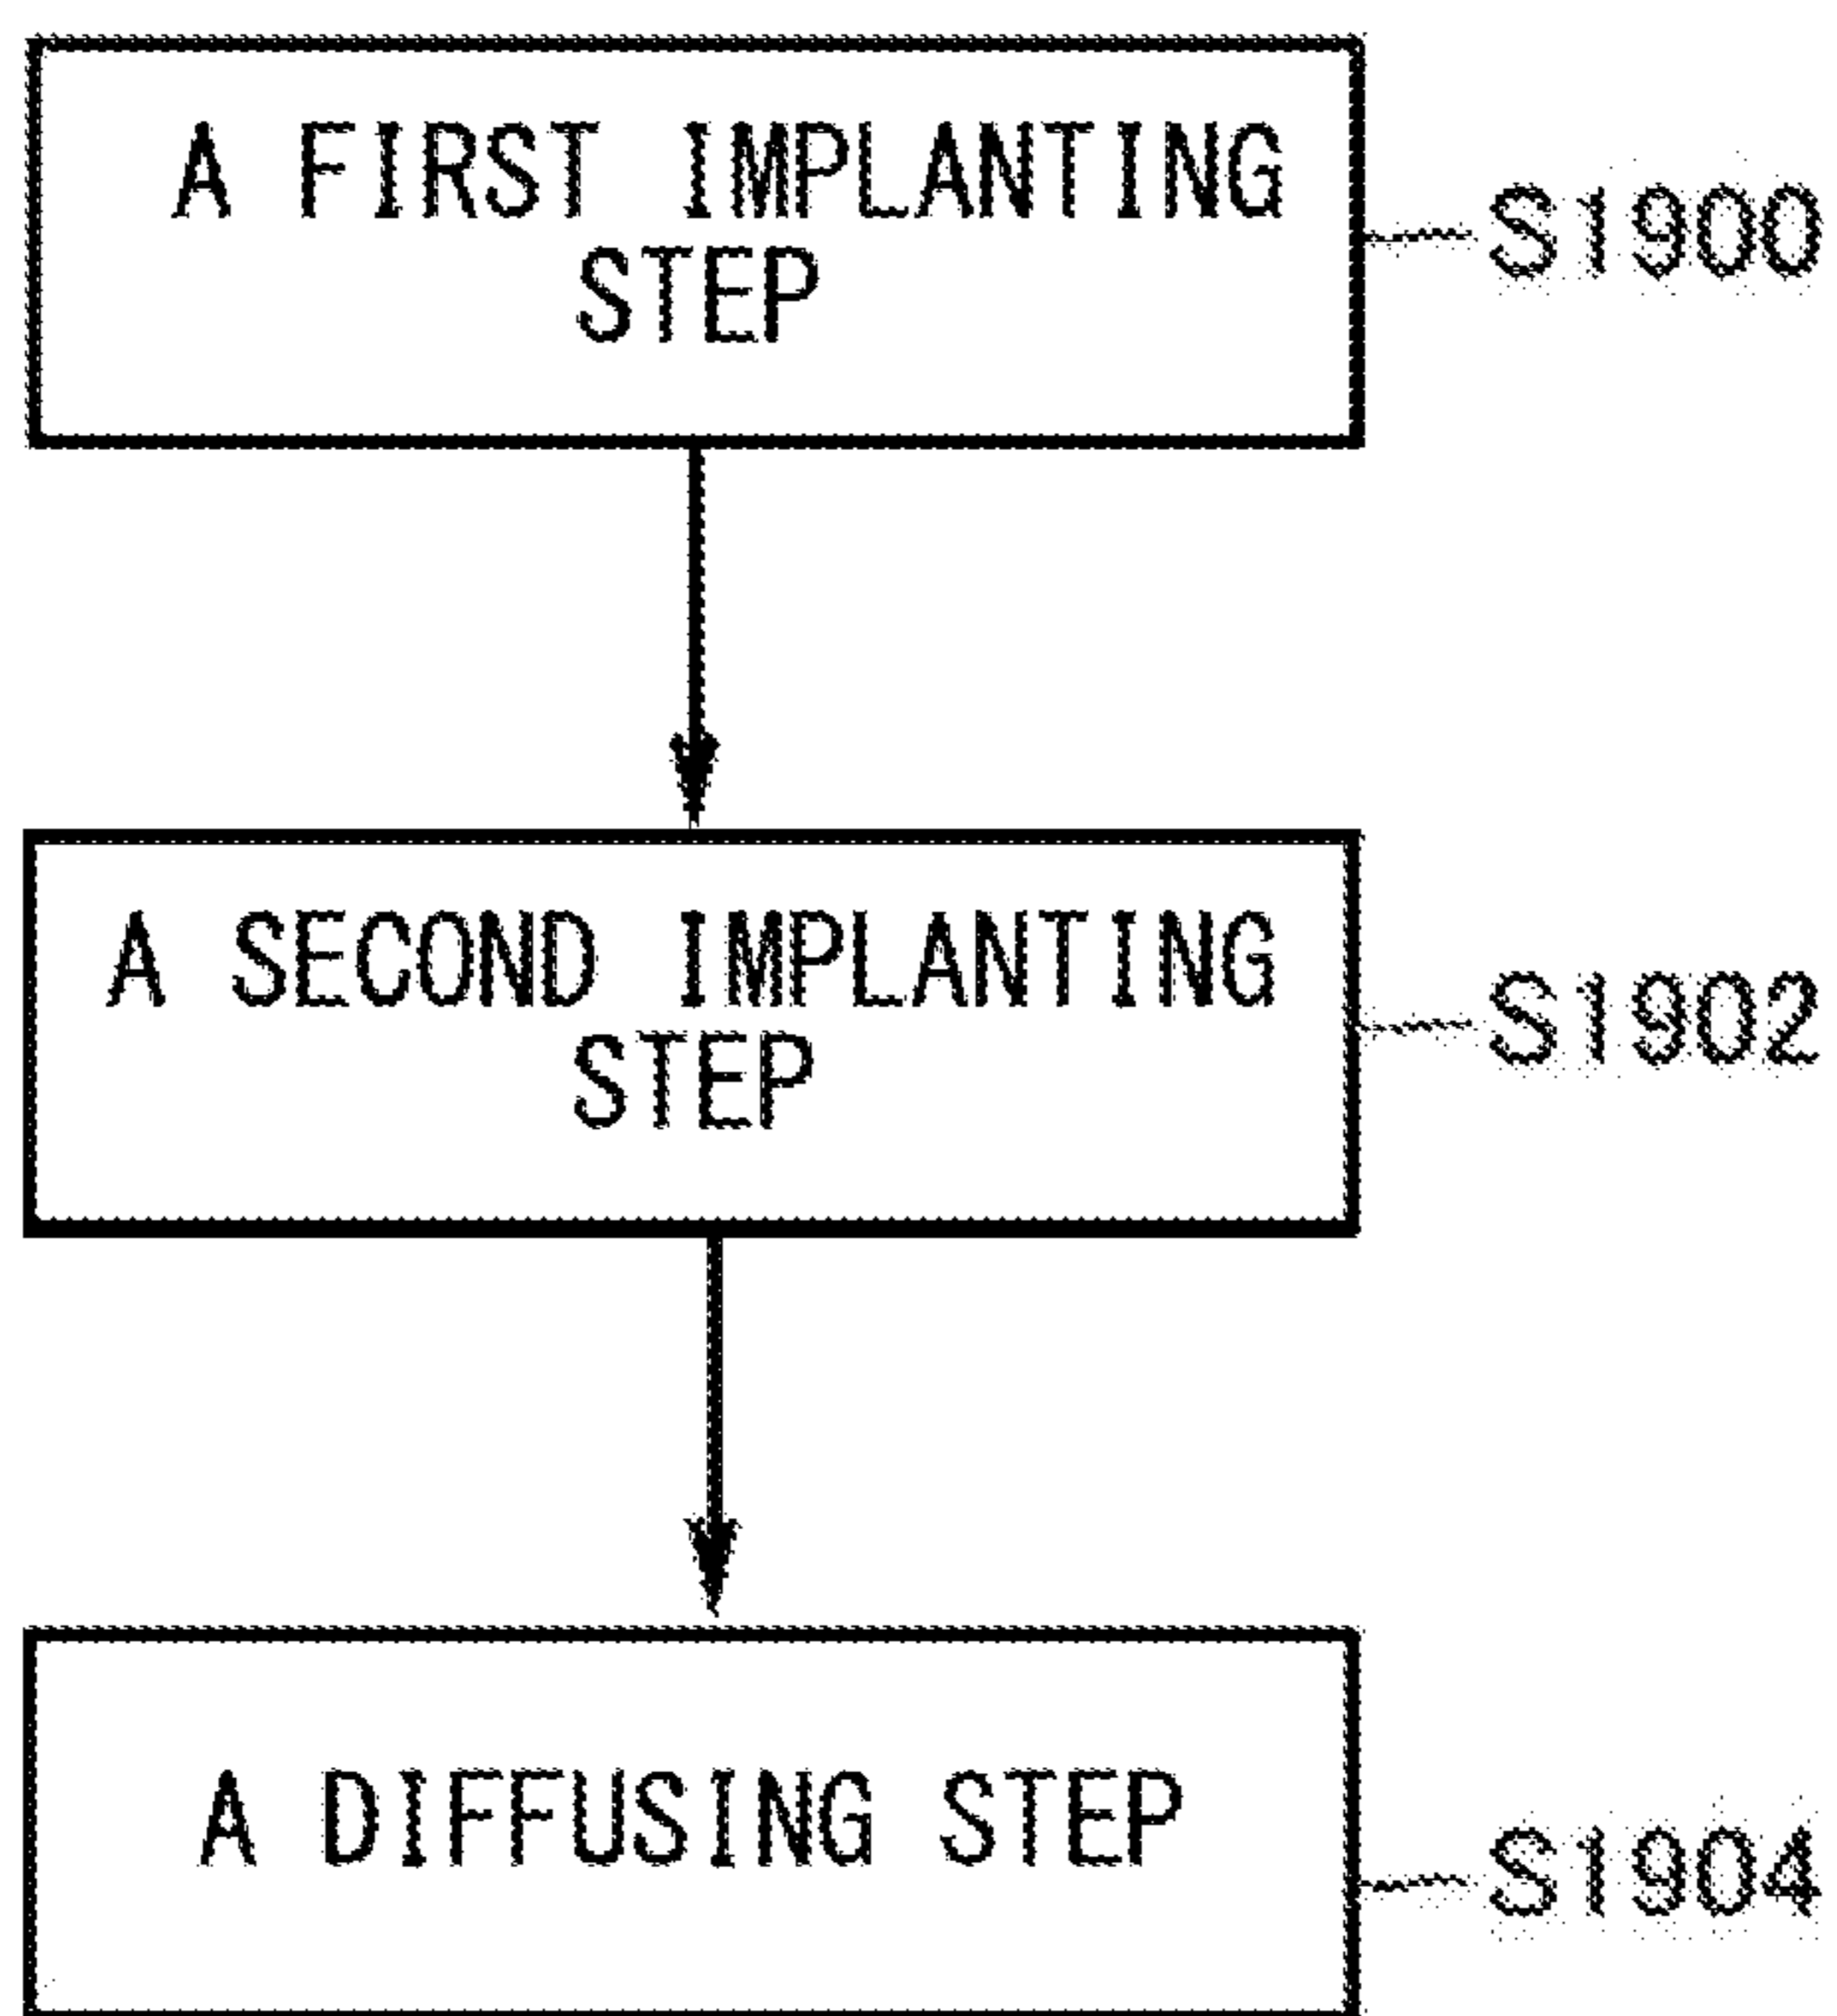 A FIRST IMPLANTING
STEP
S1900
A SECOND IMPLANTING
STEP
S1902
A DIFFUSING STEP
S1904